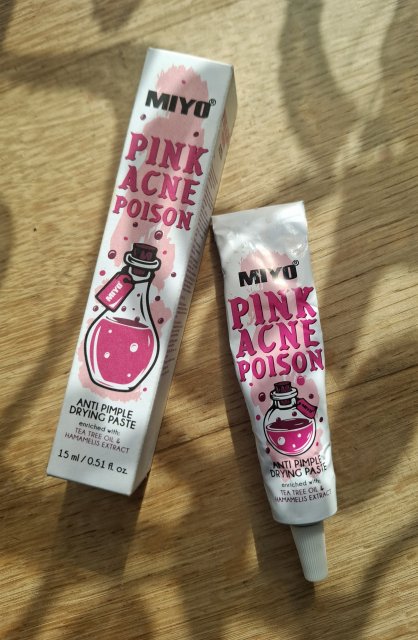 MIYO®
PINK
ACNE
POISON
MIYO
ANTI PIMPLE
DRYING PASTE
enriched with:
TEA TREE OIL &
HAMAMELIS EXTRACT
15 ml / 0.51 fl. oz.
MIYO®
PINK
ACNE
POISON
ANTI PIMPLE
DRYING PASTE
enriched with:
TEA TREE OIL &
HAMAMELIS EXTRACT